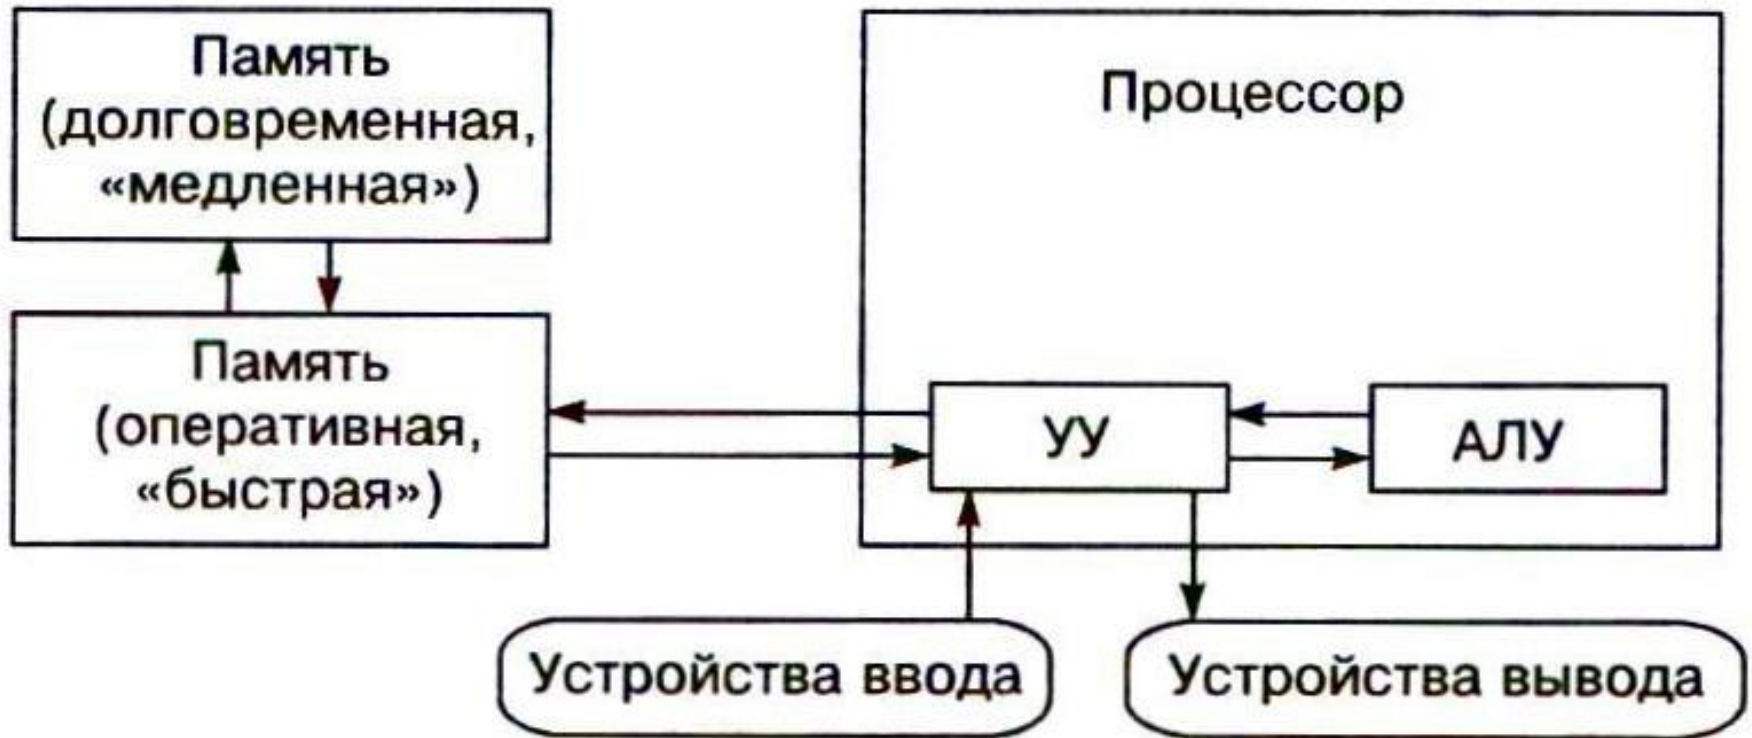 Память
(долговременная,
«медленная»)
Процессор
Память
(оперативная,
«быстрая»)
УУ
АЛУ
Устройства ввода
Устройства вывода